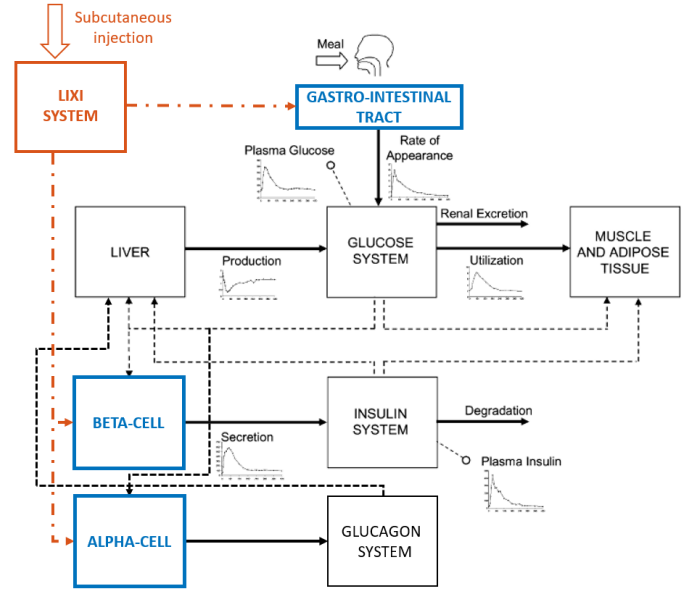 Subcutaneous
injection
Meal
LIXI
SYSTEM
GASTRO-INTESTINAL
TRACT
Plasma Glucose
Rate of
Appearance
Renal Excretion
LIVER
GLUCOSE
SYSTEM
MUSCLE
AND ADIPOSE
TISSUE
Production
Utilization
BETA-CELL
INSULIN
SYSTEM
Degradation
Secretion
Plasma Insulin
ALPHA-CELL
GLUCAGON
SYSTEM